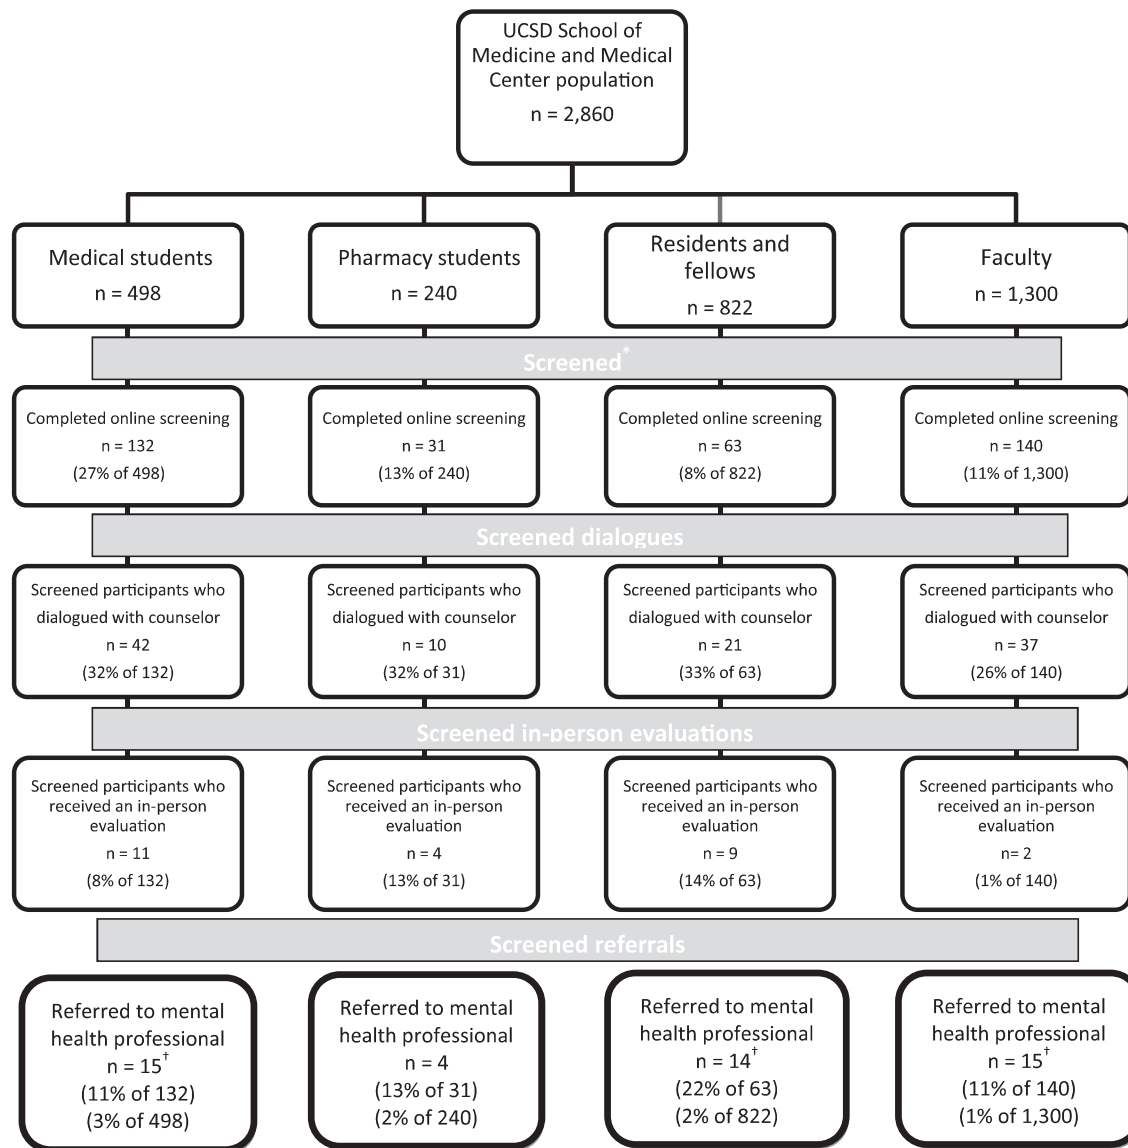 UCSD School of
Medicine and Medical
Center population
n = 2,860
Medical students
n = 498
Pharmacy students
n = 240
Residents and
fellows
n = 822
Faculty
n = 1,300
Screened*
Completed online screening
n = 132
(27% of 498)
Completed online screening
n = 31
(13% of 240)
Completed online screening
n = 63
(8% of 822)
Completed online screening
n = 140
(11% of 1,300)
Screened dialogues
Screened participants who
dialogued with counselor
n = 42
(32% of 132)
Screened participants who
dialogued with counselor
n = 10
(32% of 31)
Screened participants who
dialogued with counselor
n = 21
(33% of 63)
Screened participants who
dialogued with counselor
n = 37
(26% of 140)
Screened in-person evaluations
Screened participants who
received an in-person
evaluation
n = 11
(8% of 132)
Screened participants who
received an in-person
evaluation
n = 4
(13% of 31)
Screened participants who
received an in-person
evaluation
n = 9
(14% of 63)
Screened participants who
received an in-person
evaluation
n= 2
(1% of 140)
Screened referrals
Referred to mental
health professional
n = 15†
(11% of 132)
(3% of 498)
Referred to mental
health professional
n = 4
(13% of 31)
(2% of 240)
Referred to mental
health professional
n = 14†
(22% of 63)
(2% of 822)
Referred to mental
health professional
n = 15†
(11% of 140)
(1% of 1,300)